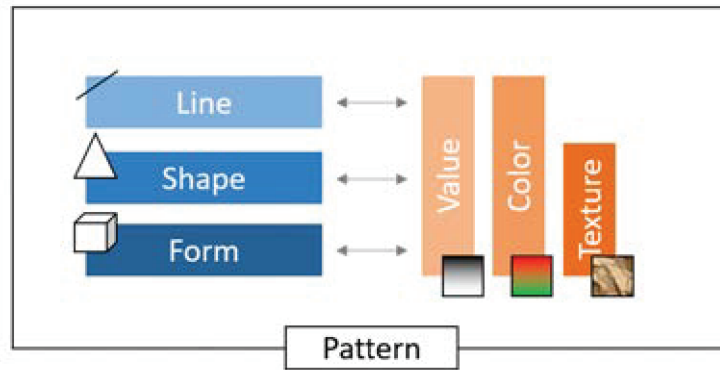 Line
Shape
Form
Value
Color
Texture
Pattern